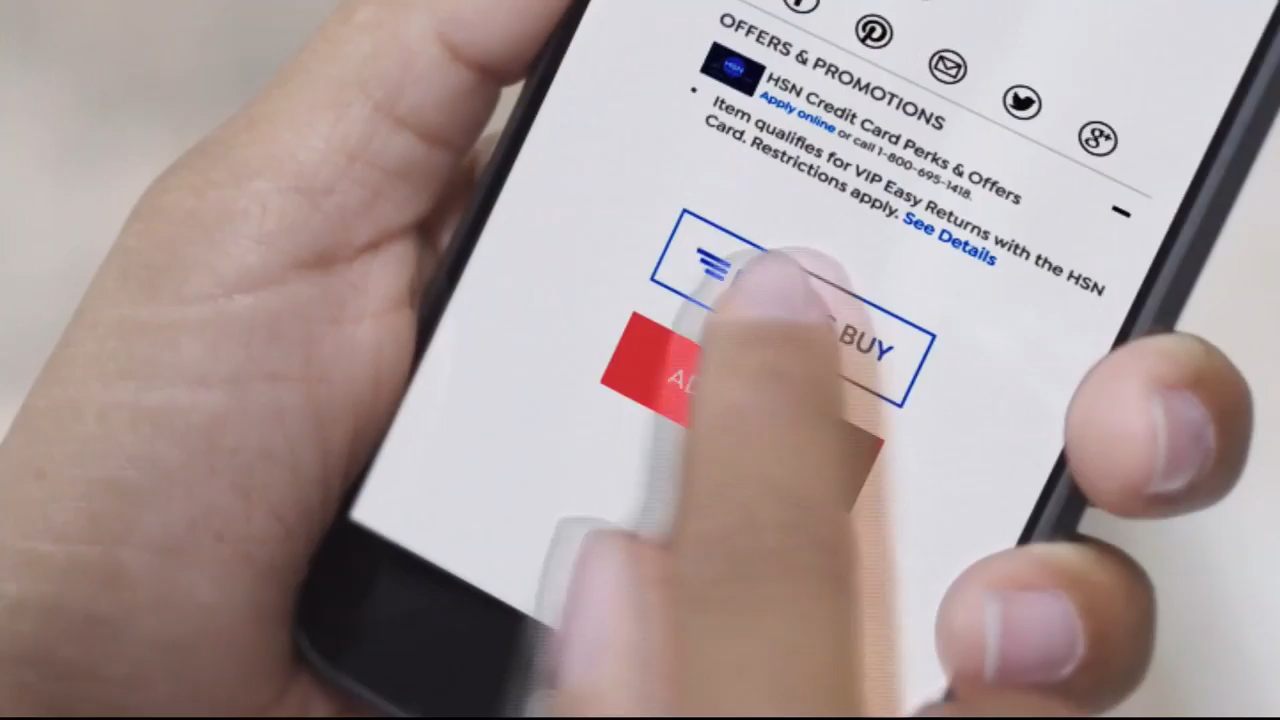 OFFERS & PROMOTIONS
HSN
HSN Credit Card Perks & Offers
Apply online or call 1-800-695-1418.
• Item qualifies for VIP Easy Returns with the HSN
Card. Restrictions apply. See Details
BUY